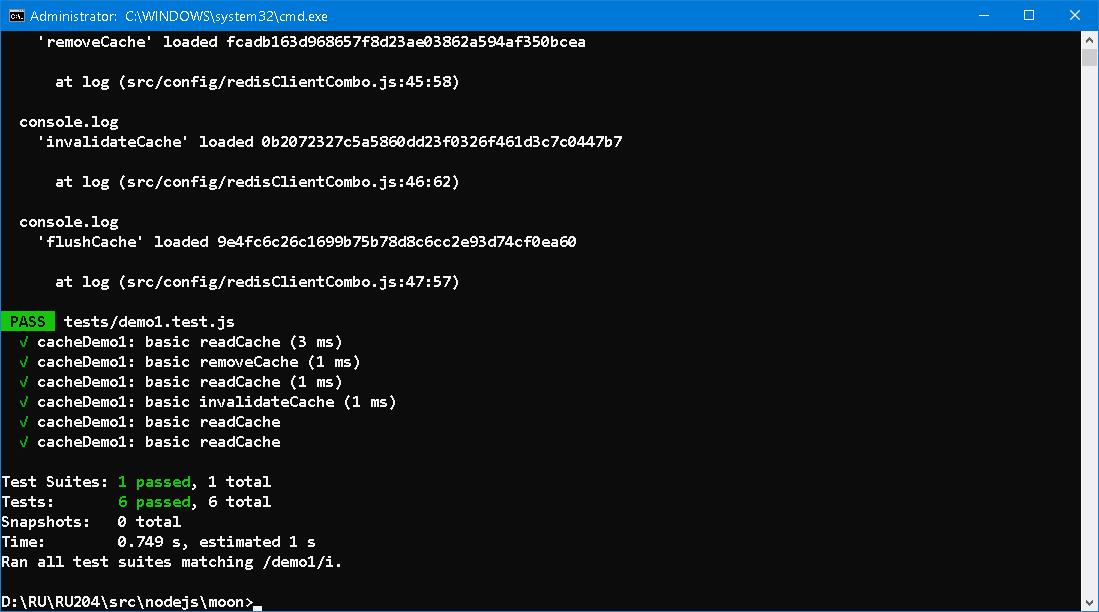 Administrator: C:\WINDOWS\system32\cmd.exe
'removeCache' loaded fcadb163d968657f8d23ae03862a594af350bcea
at log (src/config/redisClientCombo.js:45:58)
console.log
'invalidateCache' loaded 0b2072327c5a5860dd23f0326f461d3c7c0447b7
at log (src/config/redisClientCombo.js:46:62)
console.log
'flushCache' loaded 9e4fc6c26c1699b75b78d8c6cc2e93d74cf0ea60
at log (src/config/redisClientCombo.js:47:57)
PASS tests/demo1.test.js
√ cacheDemo1: basic readCache (3 ms)
√ cacheDemo1: basic removeCache (1 ms)
√ cacheDemo1: basic readCache (1 ms)
√ cacheDemo1: basic invalidateCache (1 ms)
√ cacheDemo1: basic readCache
√ cacheDemo1: basic readCache
Test Suites: 1 passed, 1 total
Tests: 6 passed, 6 total
Snapshots: 0 total
Time: 0.749 s, estimated 1 s
Ran all test suites matching /demo1/i.
D:\RU\RU204\src\nodejs\moon>